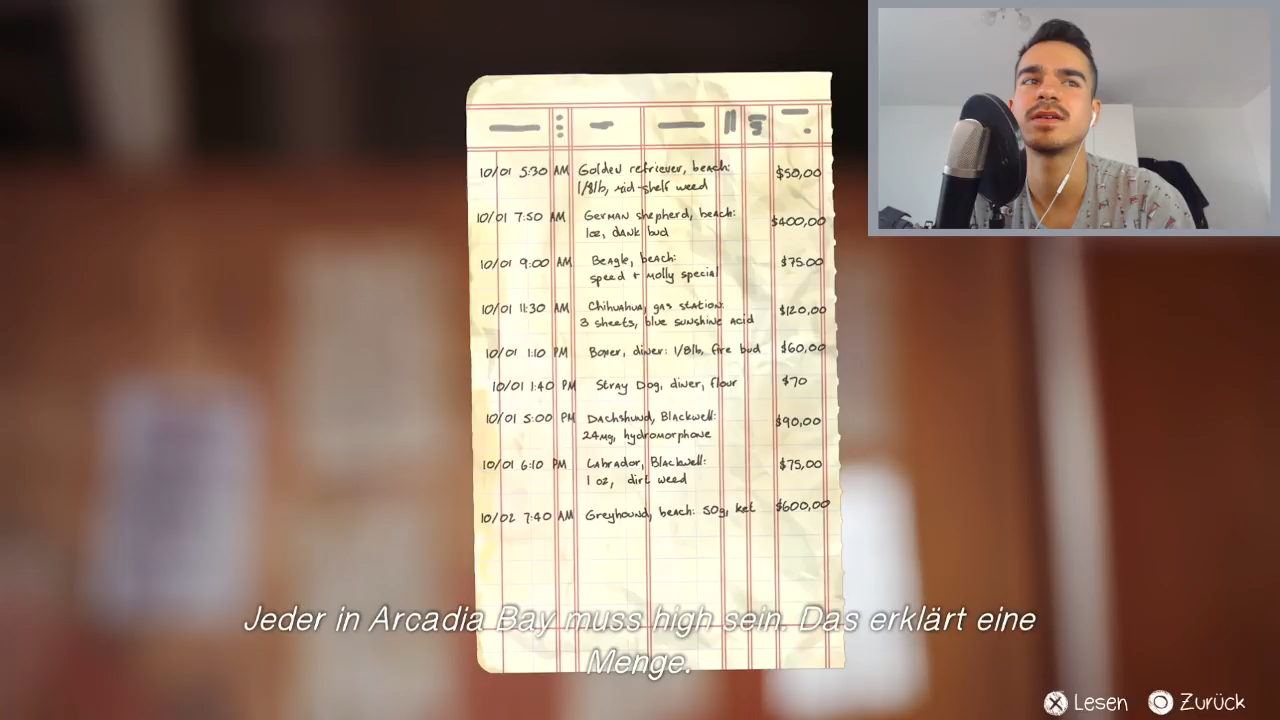 10/01 5:30 AM Golden retriever, beach: $50,00
1/8lb, mid-shelf weed
10/01 7:50 AM German shepherd, beach: $400,00
1oz, dank bud
10/01 9:00 AM Beagle, beach: $75.00
speed + molly special
10/01 11:30 AM Chihuahua, gas station: $120,00
3 sheets, blue sunshine acid
10/01 1:10 PM Boxer, diner: 1/8lb, fire bud $60,00
10/01 1:40 PM Stray Dog, diner, flour $70
10/01 5:00 PM Dachshund, Blackwell: $90,00
24mg, hydromorphone
10/01 6:10 PM Labrador, Blackwell: $75,00
1 oz, dirt weed
10/02 7:40 AM Greyhound, beach: 50g, ket $600,00
Jeder in Arcadia Bay muss high sein. Das erklärt eine
Menge.
Lesen Zurück